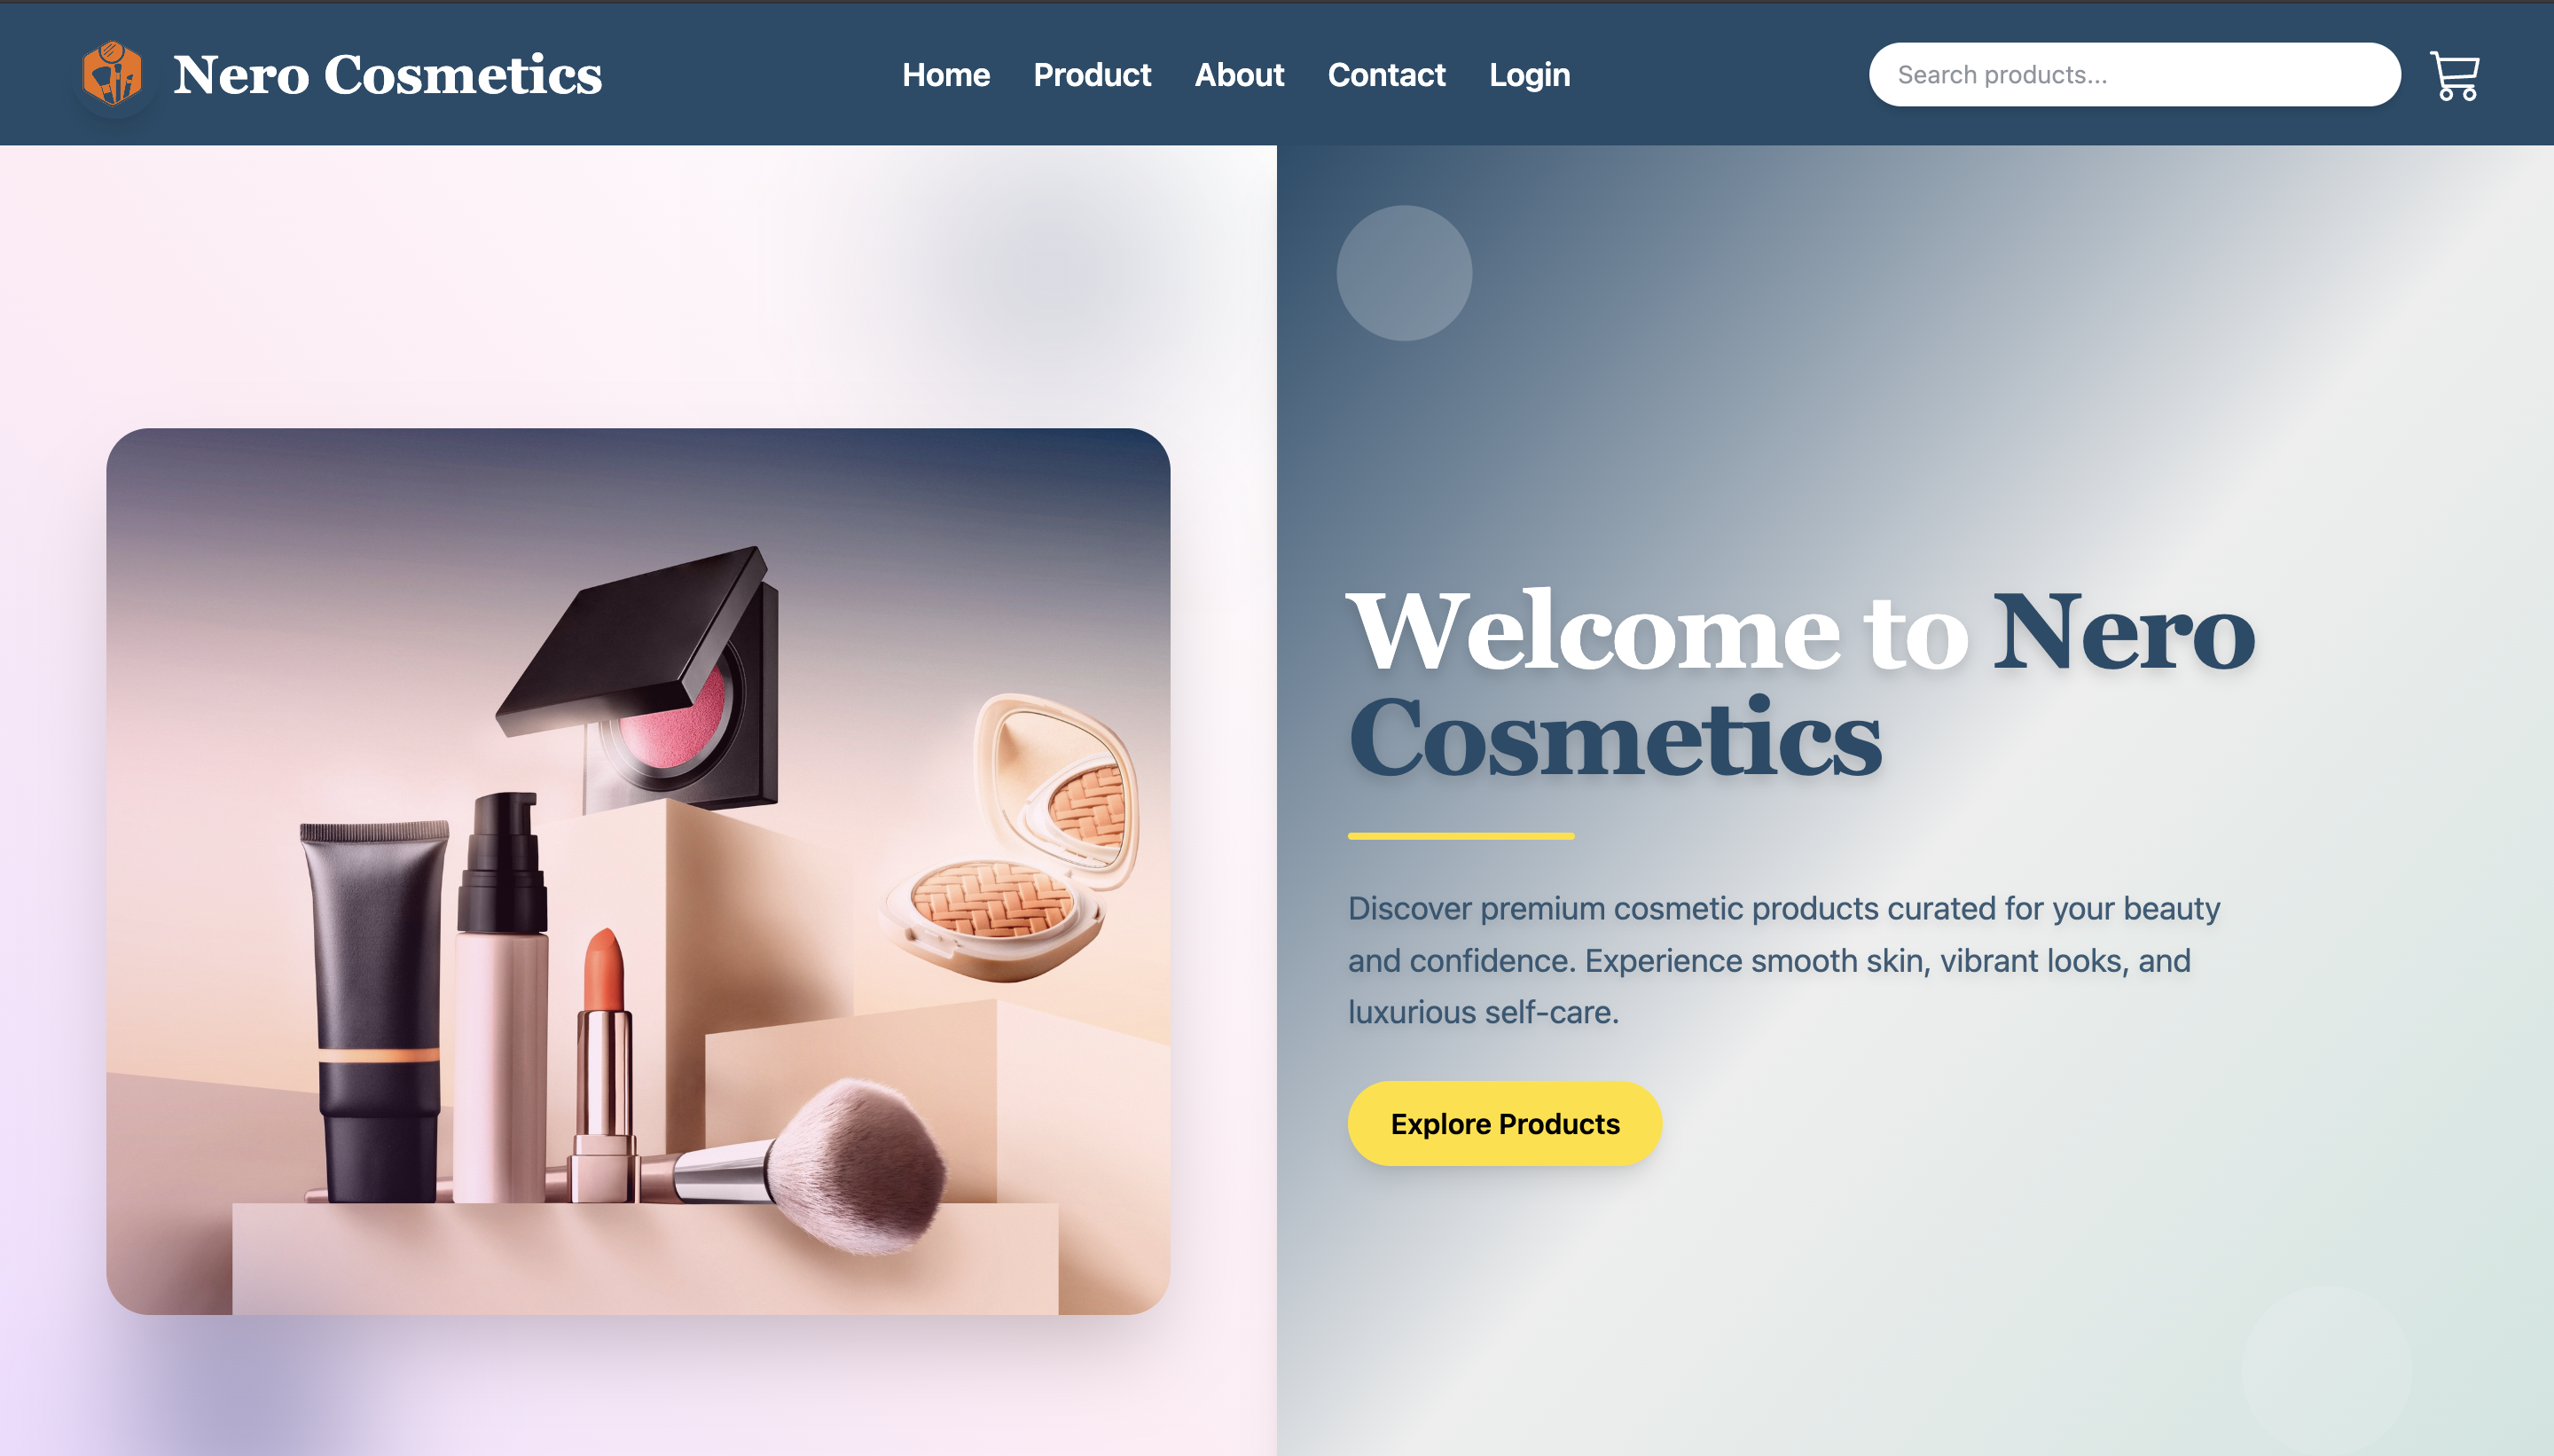 Nero Cosmetics
Home Product About Contact Login
Search products...
Welcome to Nero
Cosmetics
Discover premium cosmetic products curated for your beauty
and confidence. Experience smooth skin, vibrant looks, and
luxurious self-care.
Explore Products